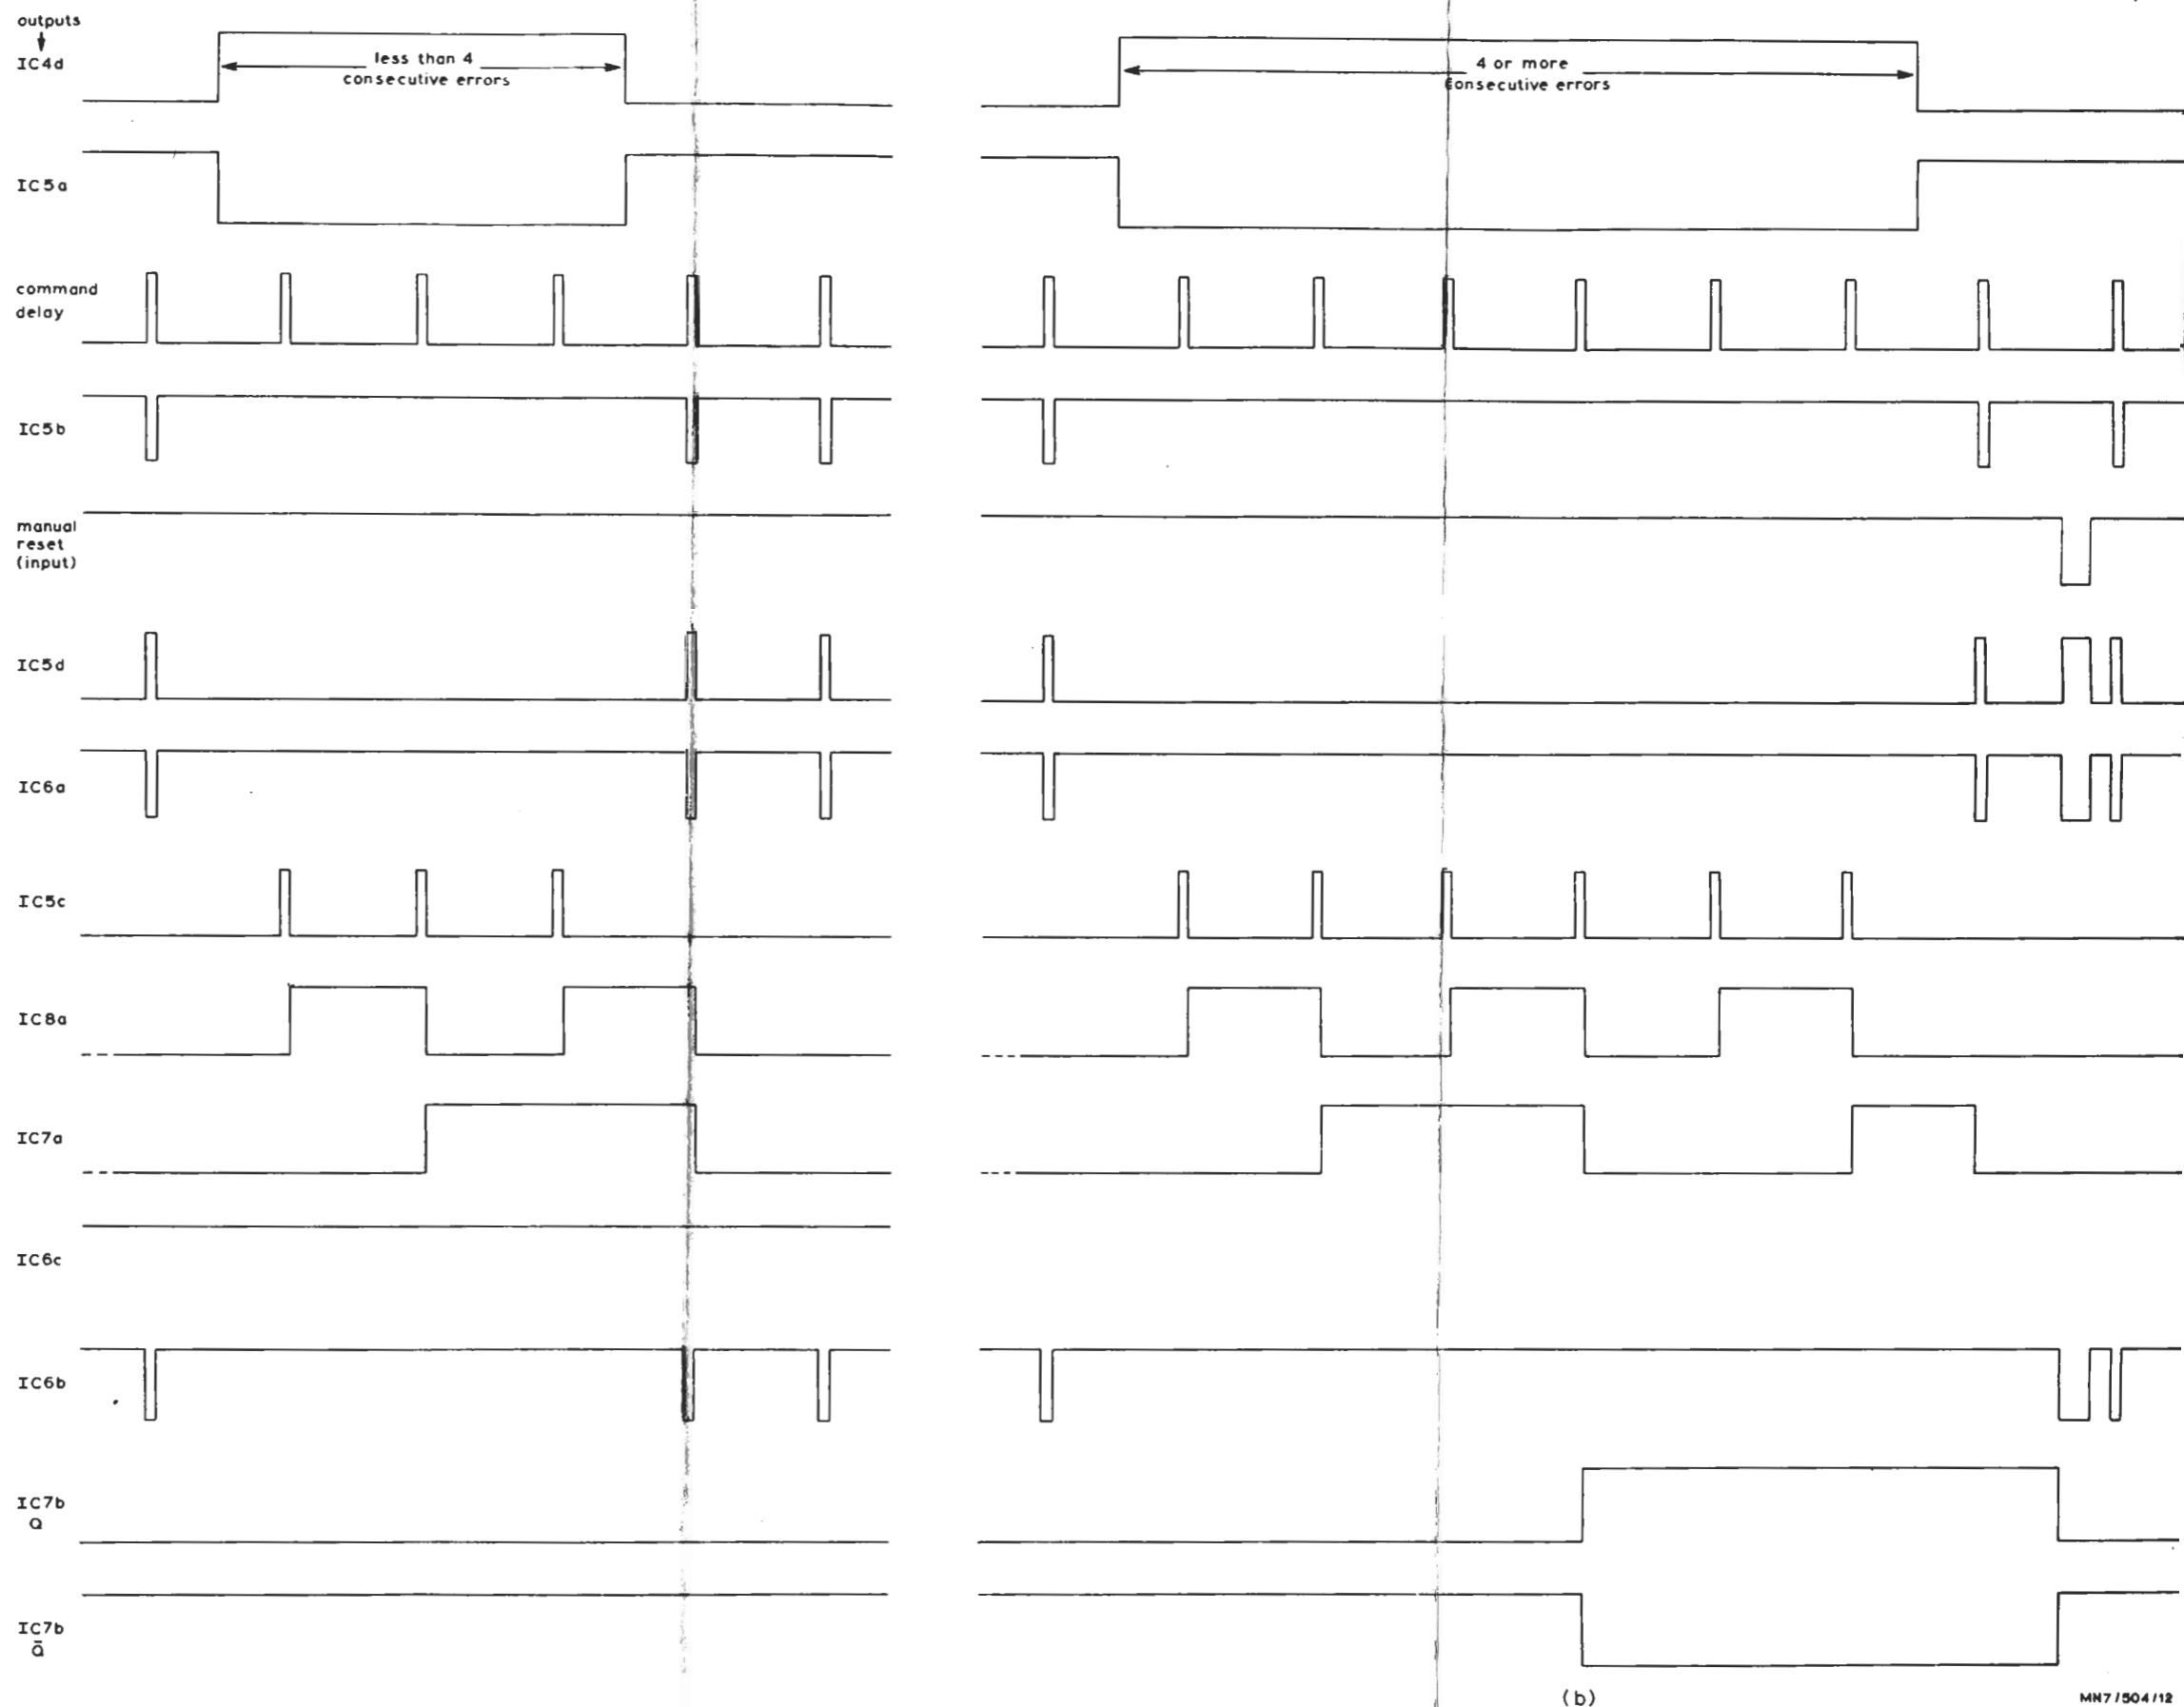 outputs
IC4d
less than 4
consecutive errors
4 or more
consecutive errors
IC5a
command
delay
IC5b
manual
reset
(input)
IC5d
IC6a
IC5c
IC8a
IC7a
IC6c
IC6b
IC7b
Q
IC7b
Q̄
(b)
MN7/504/12